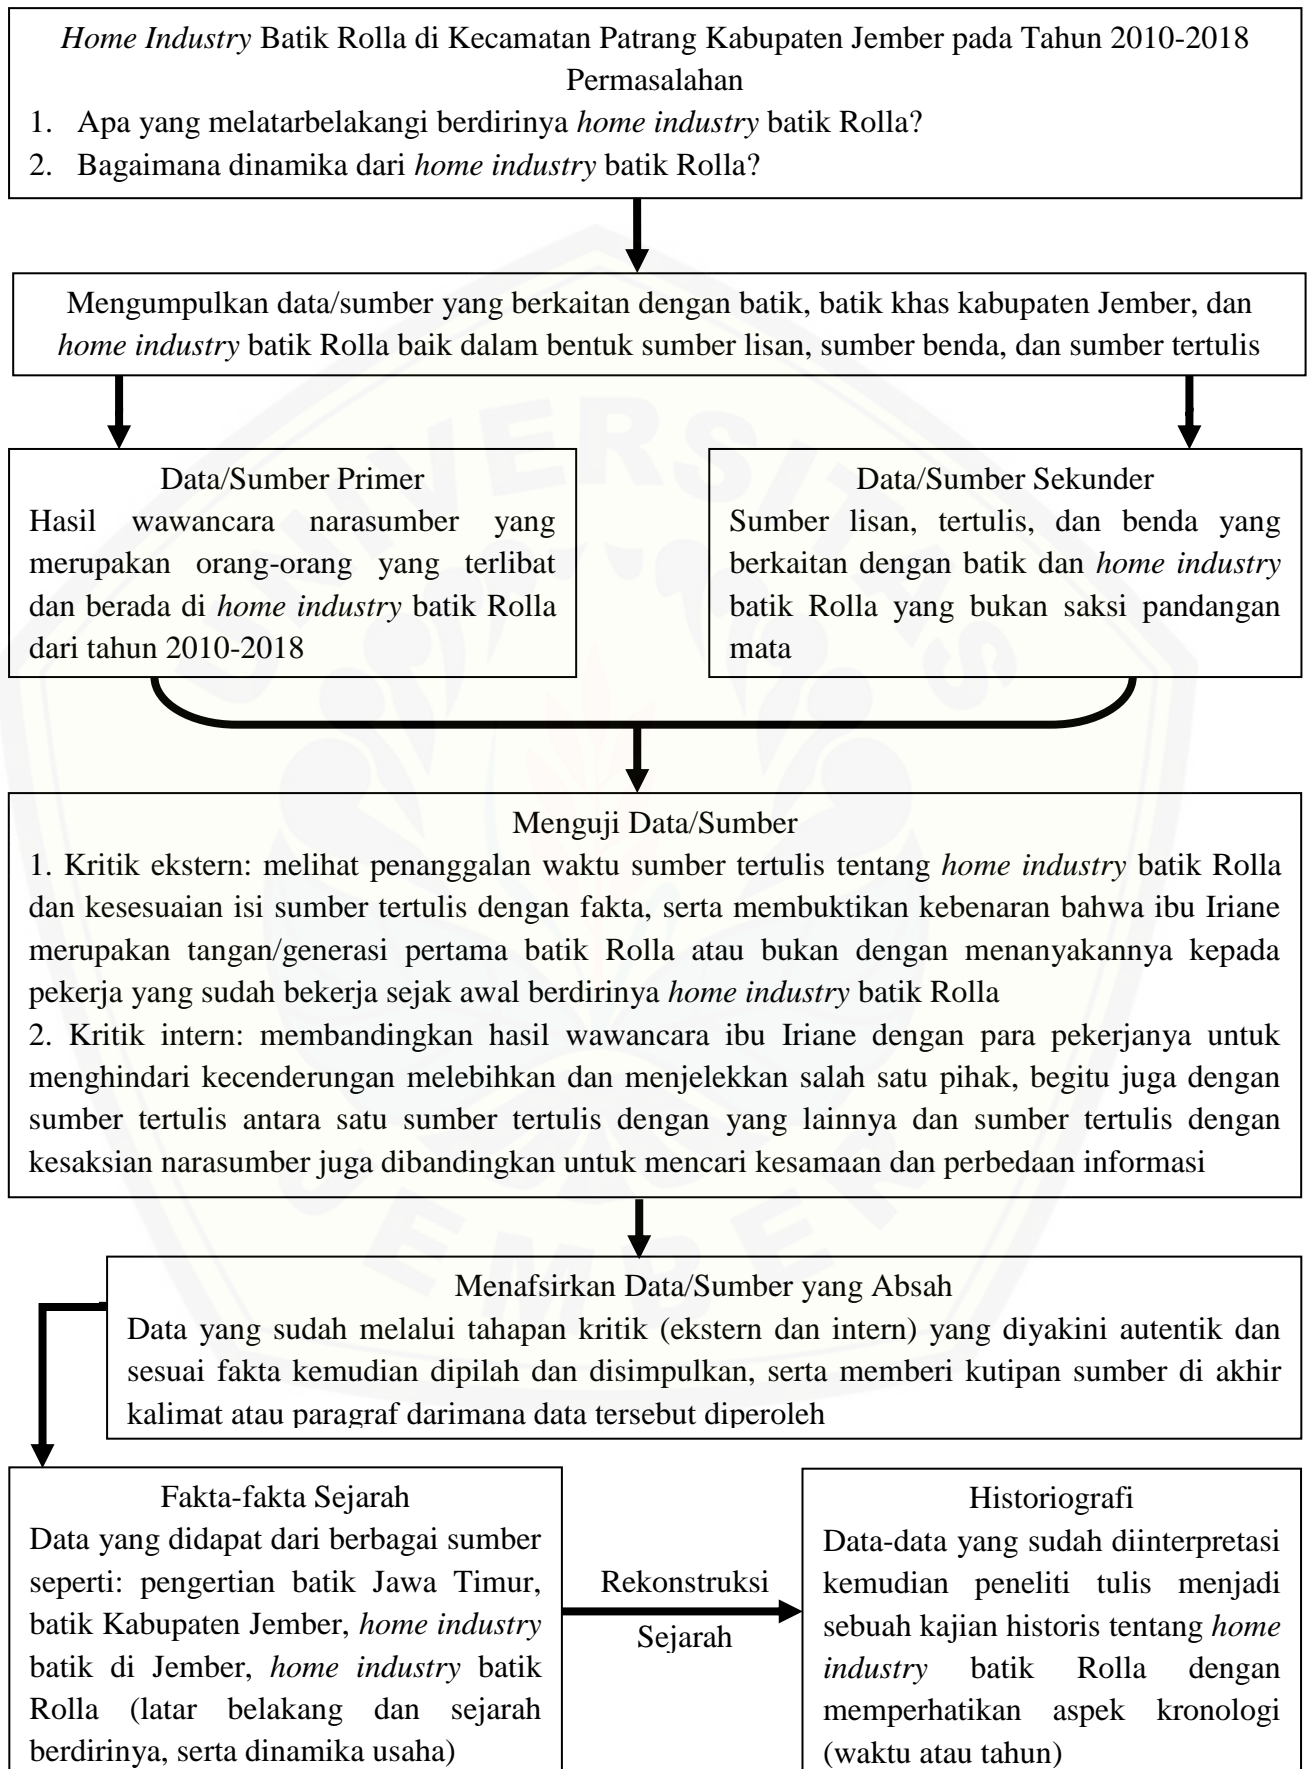 Home Industry Batik Rolla di Kecamatan Patrang Kabupaten Jember pada Tahun 2010-2018
Permasalahan
1. Apa yang melatarbelakangi berdirinya home industry batik Rolla?
2. Bagaimana dinamika dari home industry batik Rolla?
Mengumpulkan data/sumber yang berkaitan dengan batik, batik khas kabupaten Jember, dan
home industry batik Rolla baik dalam bentuk sumber lisan, sumber benda, dan sumber tertulis
Data/Sumber Primer
Hasil wawancara narasumber yang
merupakan orang-orang yang terlibat
dan berada di home industry batik Rolla
dari tahun 2010-2018
Data/Sumber Sekunder
Sumber lisan, tertulis, dan benda yang
berkaitan dengan batik dan home industry
batik Rolla yang bukan saksi pandangan
mata
Menguji Data/Sumber
1. Kritik ekstern: melihat penanggalan waktu sumber tertulis tentang home industry batik Rolla
dan kesesuaian isi sumber tertulis dengan fakta, serta membuktikan kebenaran bahwa ibu Iriane
merupakan tangan/generasi pertama batik Rolla atau bukan dengan menanyakannya kepada
pekerja yang sudah bekerja sejak awal berdirinya home industry batik Rolla
2. Kritik intern: membandingkan hasil wawancara ibu Iriane dengan para pekerjanya untuk
menghindari kecenderungan melebihkan dan menjelekkan salah satu pihak, begitu juga dengan
sumber tertulis antara satu sumber tertulis dengan yang lainnya dan sumber tertulis dengan
kesaksian narasumber juga dibandingkan untuk mencari kesamaan dan perbedaan informasi
Menafsirkan Data/Sumber yang Absah
Data yang sudah melalui tahapan kritik (ekstern dan intern) yang diyakini autentik dan
sesuai fakta kemudian dipilah dan disimpulkan, serta memberi kutipan sumber di akhir
kalimat atau paragraf darimana data tersebut diperoleh
Fakta-fakta Sejarah
Data yang didapat dari berbagai sumber
seperti: pengertian batik Jawa Timur,
batik Kabupaten Jember, home industry
batik di Jember, home industry batik
Rolla (latar belakang dan sejarah
berdirinya, serta dinamika usaha)
Rekonstruksi
Sejarah
Historiografi
Data-data yang sudah diinterpretasi
kemudian peneliti tulis menjadi
sebuah kajian historis tentang home
industry batik Rolla dengan
memperhatikan aspek kronologi
(waktu atau tahun)
UNIVERSITAS
JEMBER